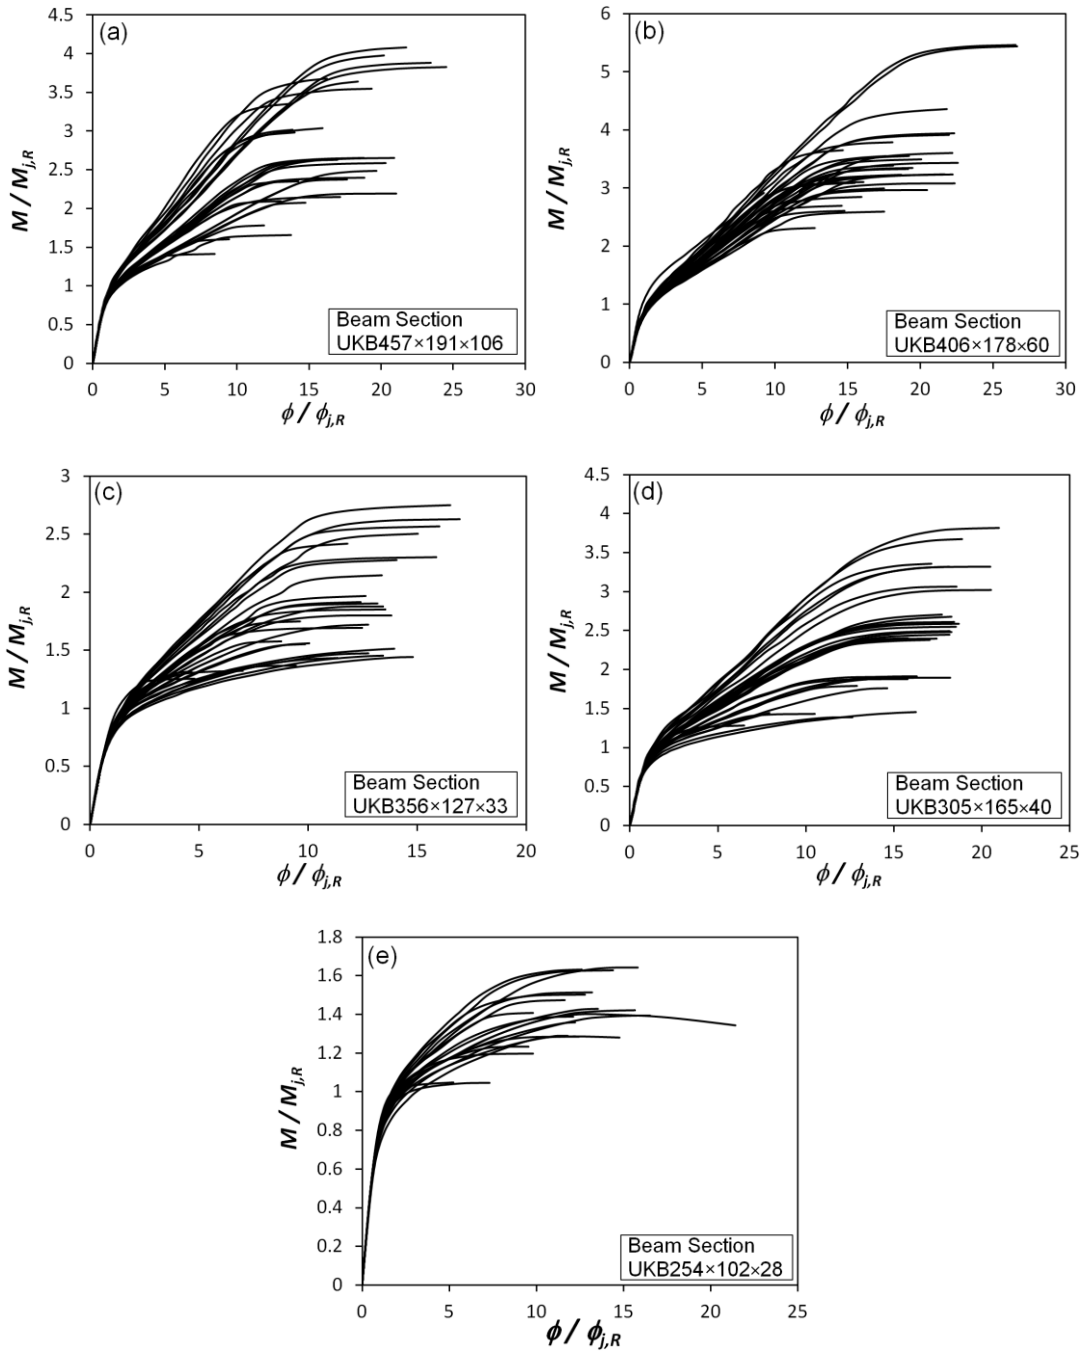 (a)
4.5
4
3.5
3
2.5
2
1.5
1
0.5
0
M / Mj,R
Beam Section
UKB457×191×106
0 5 10 15 20 25 30
ϕ / ϕj,R
(b)
6
5
4
3
2
1
0
M / Mj,R
Beam Section
UKB406×178×60
0 5 10 15 20 25 30
ϕ / ϕj,R
(c)
3
2.5
2
1.5
1
0.5
0
M / Mj,R
Beam Section
UKB356×127×33
0 5 10 15 20
ϕ / ϕj,R
(d)
4.5
4
3.5
3
2.5
2
1.5
1
0.5
0
M / Mj,R
Beam Section
UKB305×165×40
0 5 10 15 20 25
ϕ / ϕj,R
(e)
1.8
1.6
1.4
1.2
1
0.8
0.6
0.4
0.2
0
M / Mj,R
Beam Section
UKB254×102×28
0 5 10 15 20 25
ϕ / ϕj,R